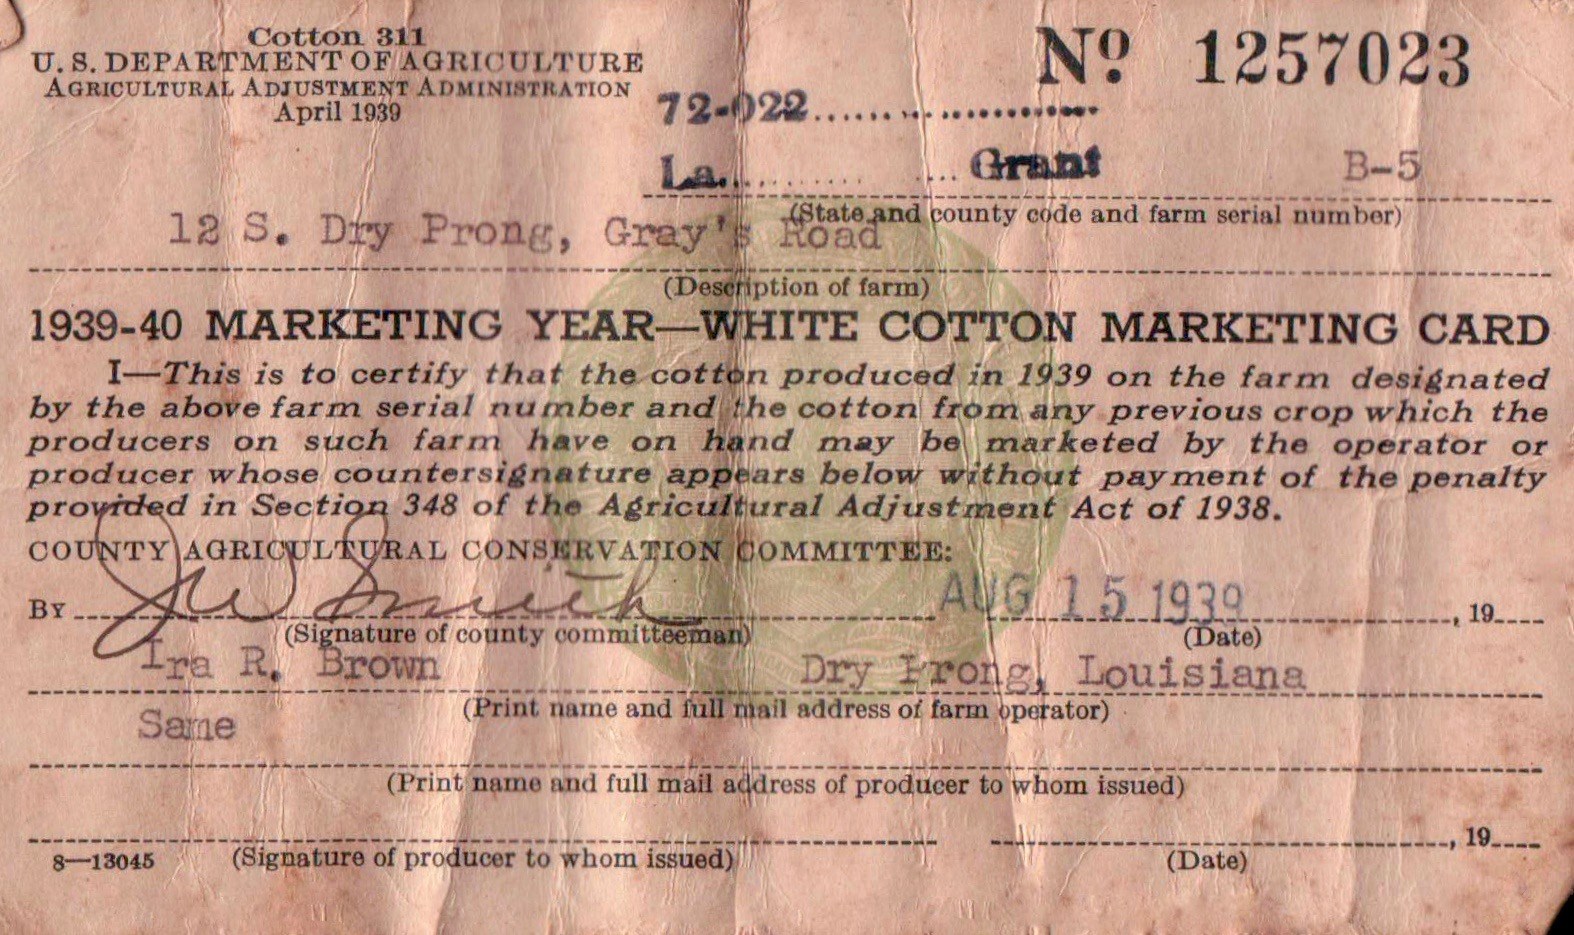 Cotton 311
U. S. DEPARTMENT OF AGRICULTURE
AGRICULTURAL ADJUSTMENT ADMINISTRATION
April 1939
No. 1257023
72-022
La. Grant B-5
(State and county code and farm serial number)
12 S. Dry Prong, Gray's Road
(Description of farm)
1939-40 MARKETING YEAR—WHITE COTTON MARKETING CARD
I—This is to certify that the cotton produced in 1939 on the farm designated
by the above farm serial number and the cotton from any previous crop which the
producers on such farm have on hand may be marketed by the operator or
producer whose countersignature appears below without payment of the penalty
provided in Section 348 of the Agricultural Adjustment Act of 1938.
COUNTY AGRICULTURAL CONSERVATION COMMITTEE:
BY J W Smith AUG 15 1939, 19
(Signature of county committeeman) (Date)
Ira R. Brown Dry Prong, Louisiana
(Print name and full mail address of farm operator)
Same
(Print name and full mail address of producer to whom issued)
, 19
8—13045 (Signature of producer to whom issued) (Date)